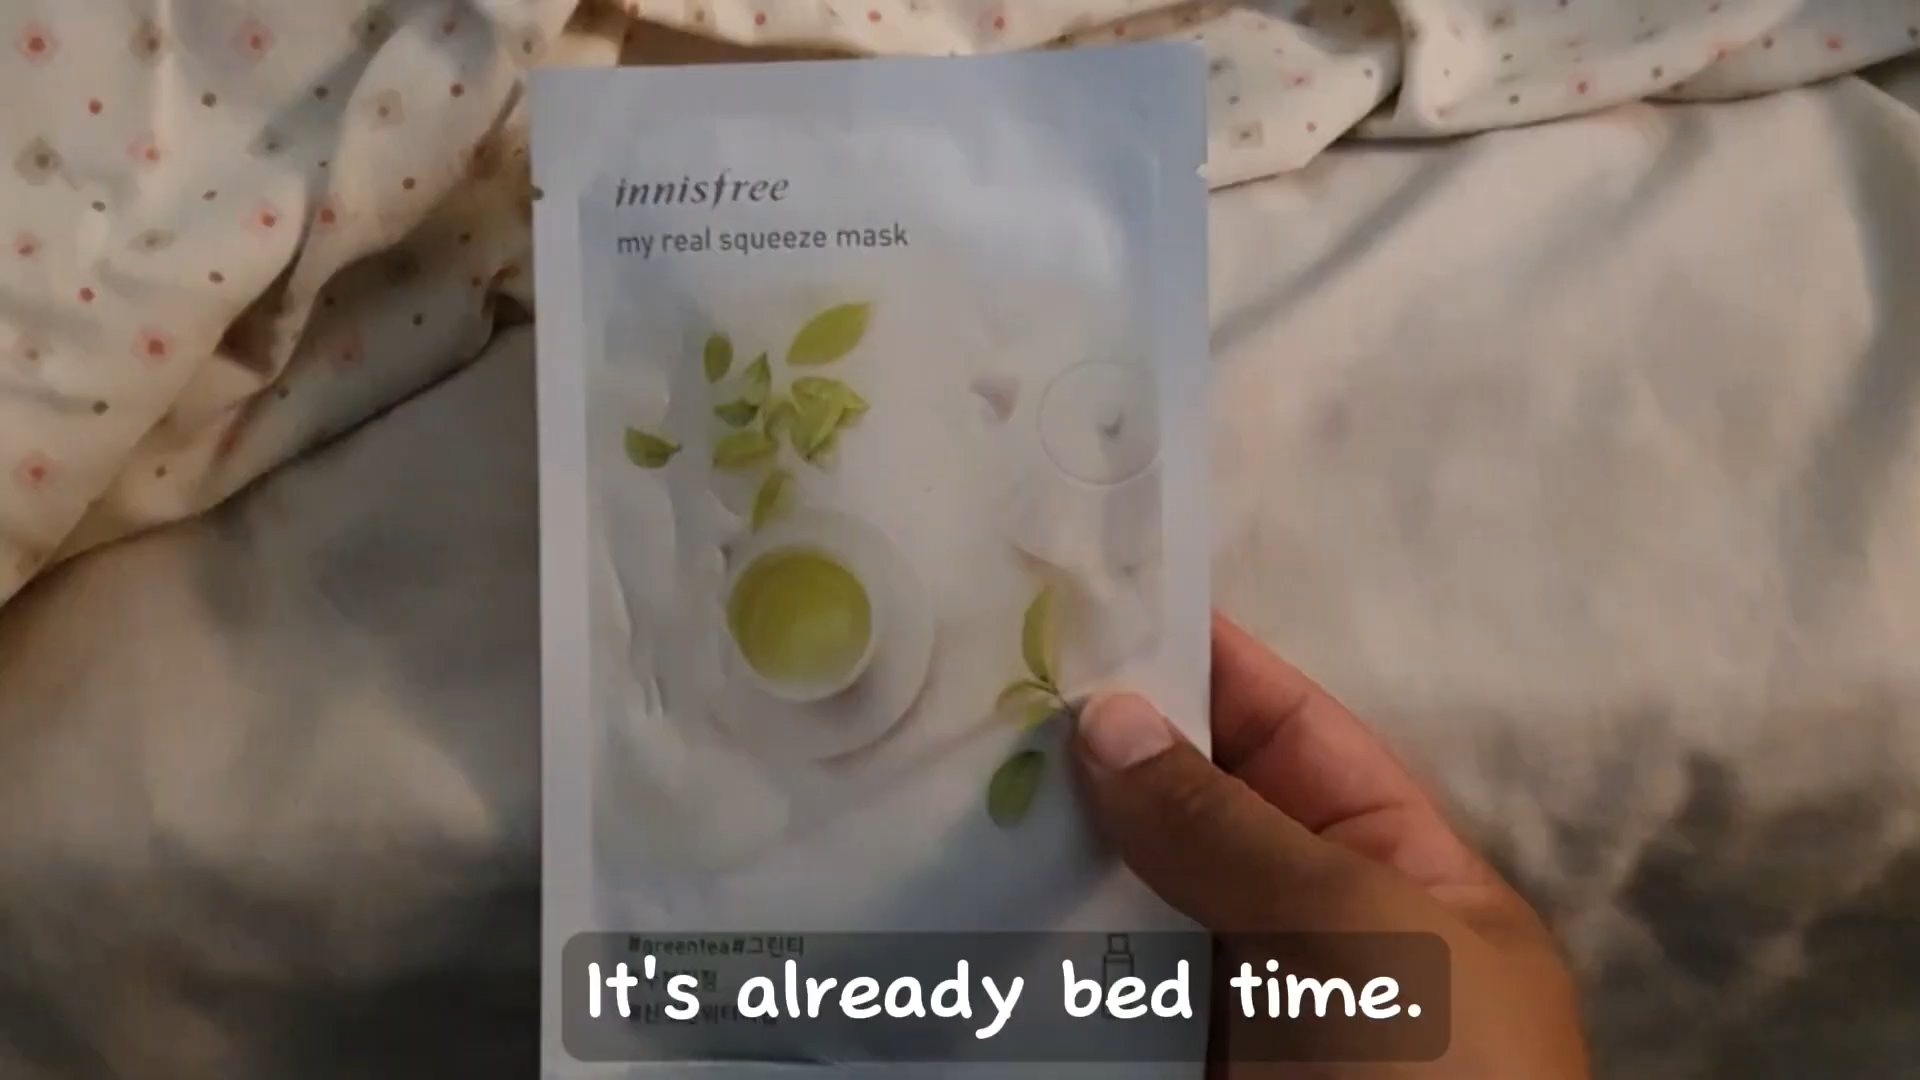 innisfree
my real squeeze mask
#greentea#그린티
It's already bed time.